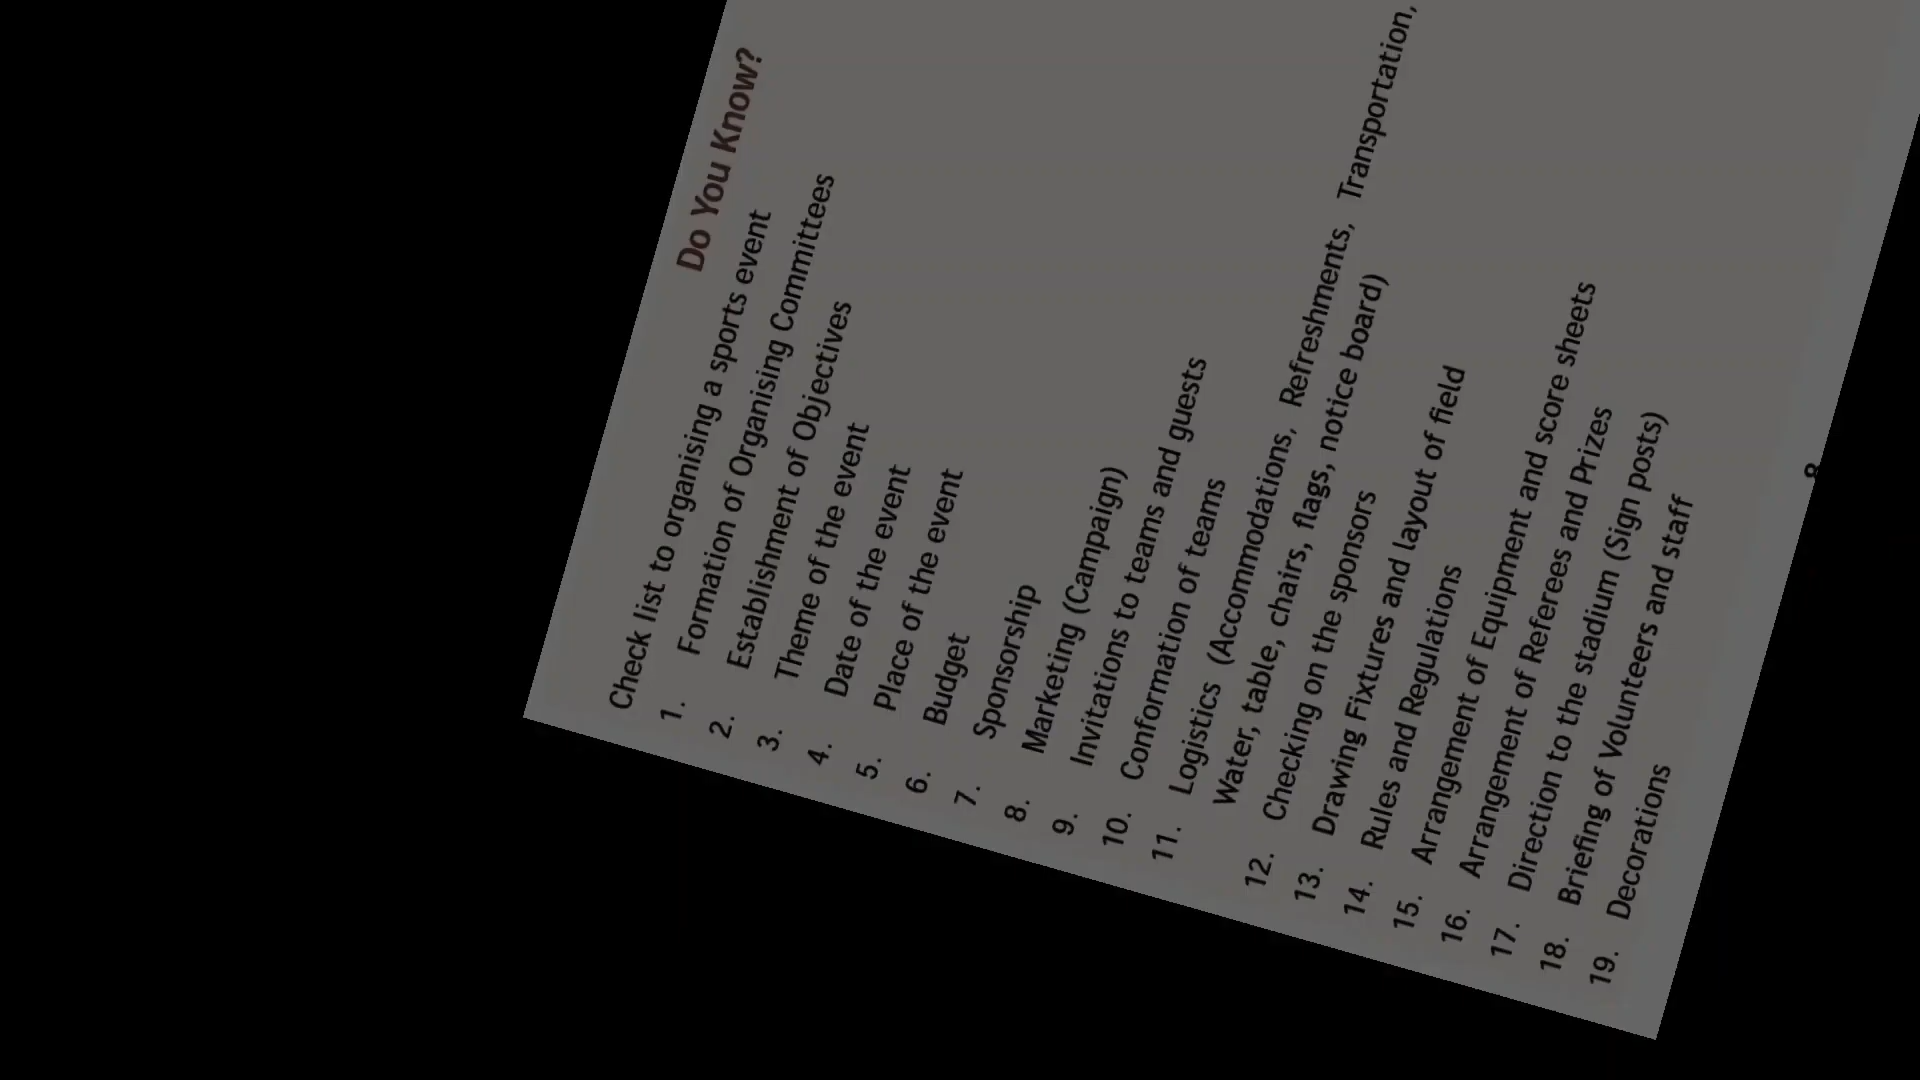 Do You Know?
Check list to organising a sports event
1. Formation of Organising Committees
2. Establishment of Objectives
3. Theme of the event
4. Date of the event
5. Place of the event
6. Budget
7. Sponsorship
8. Marketing (Campaign)
9. Invitations to teams and guests
10. Conformation of teams
11. Logistics (Accommodations, Refreshments, Transportation,
Water, table, chairs, flags, notice board)
12. Checking on the sponsors
13. Drawing Fixtures and layout of field
14. Rules and Regulations
15. Arrangement of Equipment and score sheets
16. Arrangement of Referees and Prizes
17. Direction to the stadium (Sign posts)
18. Briefing of Volunteers and staff
19. Decorations